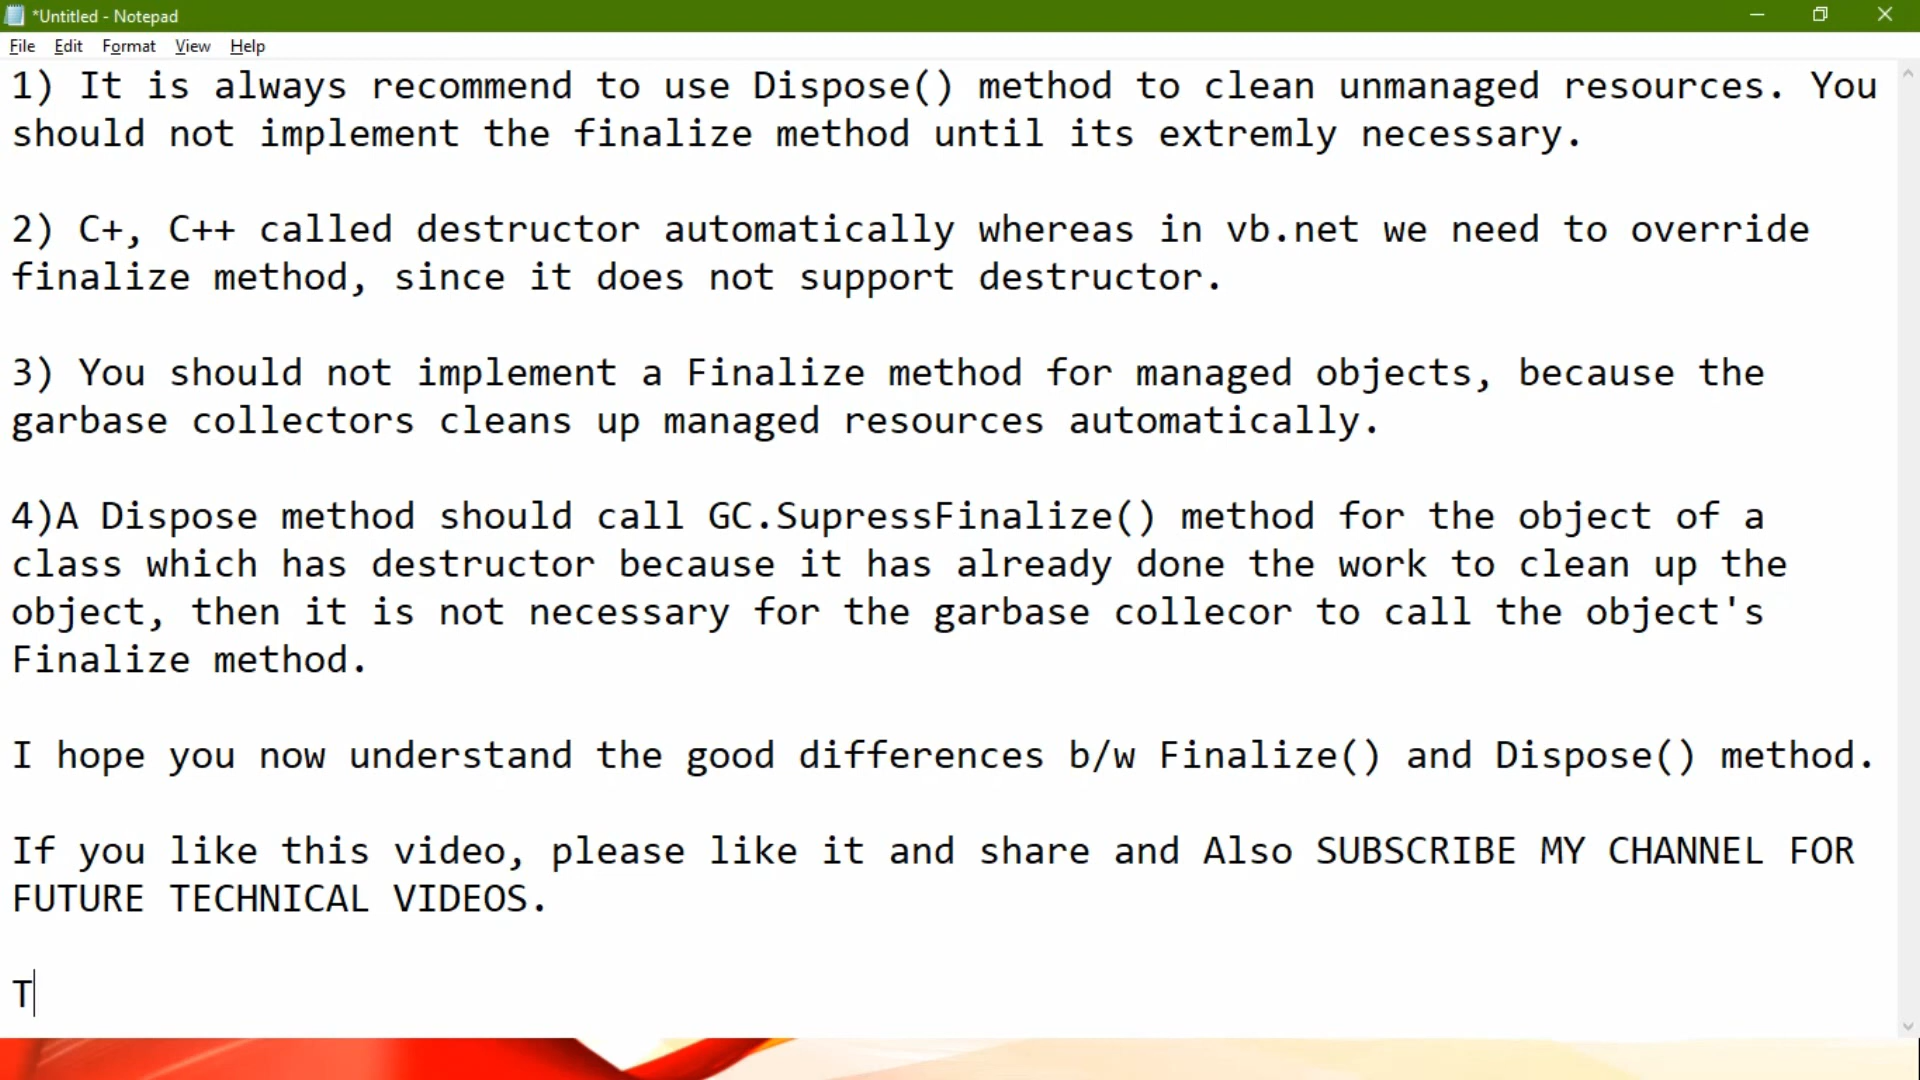 *Untitled - Notepad
File Edit Format View Help
1) It is always recommend to use Dispose() method to clean unmanaged resources. You
should not implement the finalize method until its extremly necessary.
2) C+, C++ called destructor automatically whereas in vb.net we need to override
finalize method, since it does not support destructor.
3) You should not implement a Finalize method for managed objects, because the
garbase collectors cleans up managed resources automatically.
4)A Dispose method should call GC.SupressFinalize() method for the object of a
class which has destructor because it has already done the work to clean up the
object, then it is not necessary for the garbase collecor to call the object's
Finalize method.
I hope you now understand the good differences b/w Finalize() and Dispose() method.
If you like this video, please like it and share and Also SUBSCRIBE MY CHANNEL FOR
FUTURE TECHNICAL VIDEOS.
T